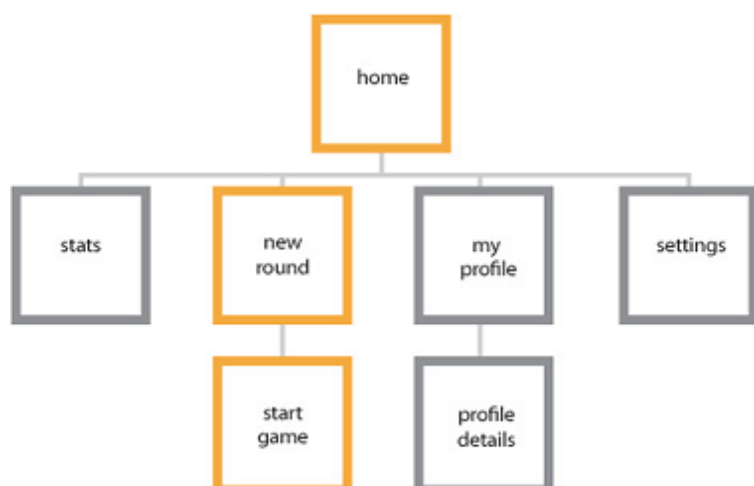 home
stats
new
round
my
profile
settings
start
game
profile
details